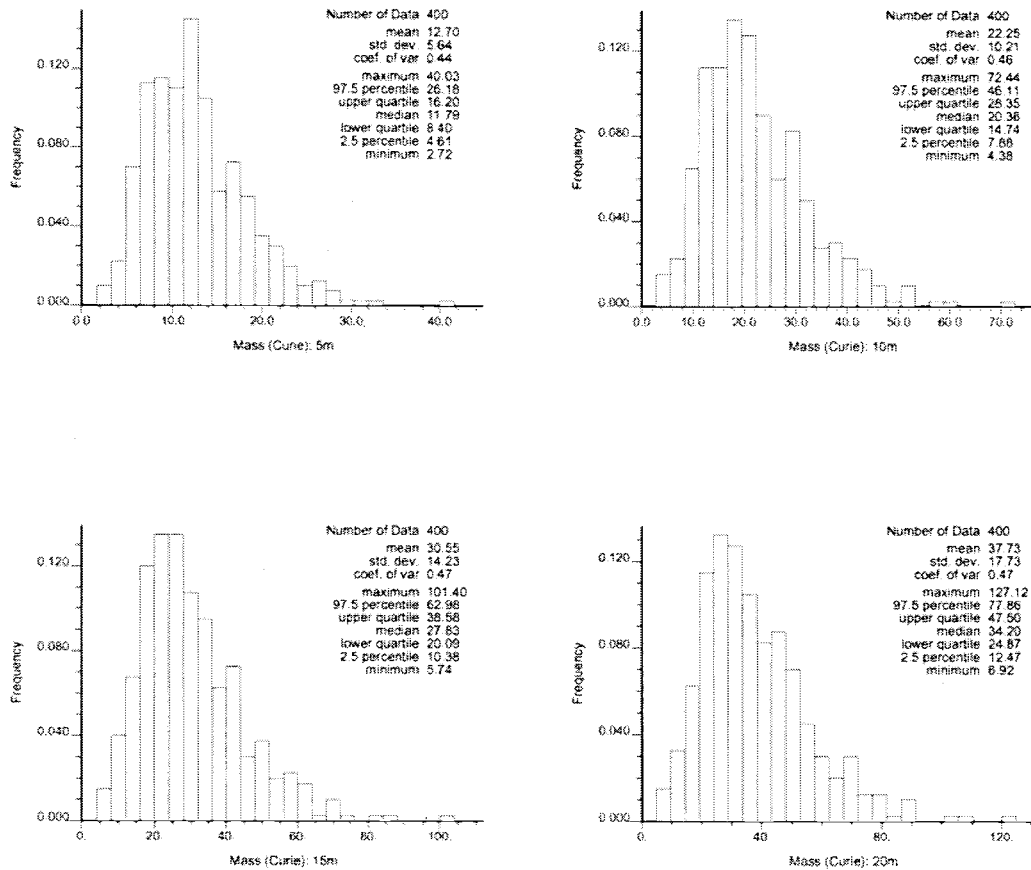 Number of Data 400
mean 12.70
std. dev. 5.64
coef. of var 0.44
maximum 40.03
97.5 percentile 26.18
upper quartile 16.20
median 11.79
lower quartile 8.40
2.5 percentile 4.61
minimum 2.72
Frequency
0.120
0.080
0.040
0.000
0.0 10.0 20.0 30.0 40.0
Mass (Curie): 5m
Number of Data 400
mean 22.25
std. dev. 10.21
coef. of var 0.46
maximum 72.44
97.5 percentile 46.11
upper quartile 28.35
median 20.36
lower quartile 14.74
2.5 percentile 7.68
minimum 4.38
Frequency
0.120
0.080
0.040
0.000
0.0 10.0 20.0 30.0 40.0 50.0 60.0 70.0
Mass (Curie): 10m
Number of Data 400
mean 30.55
std. dev. 14.23
coef. of var 0.47
maximum 101.40
97.5 percentile 62.98
upper quartile 38.58
median 27.83
lower quartile 20.09
2.5 percentile 10.38
minimum 5.74
Frequency
0.120
0.080
0.040
0.000
0. 20. 40. 60. 80. 100.
Mass (Curie): 15m
Number of Data 400
mean 37.73
std. dev. 17.73
coef. of var 0.47
maximum 127.12
97.5 percentile 77.86
upper quartile 47.50
median 34.20
lower quartile 24.87
2.5 percentile 12.47
minimum 6.92
Frequency
0.120
0.080
0.040
0.000
0. 40. 80. 120.
Mass (Curie): 20m